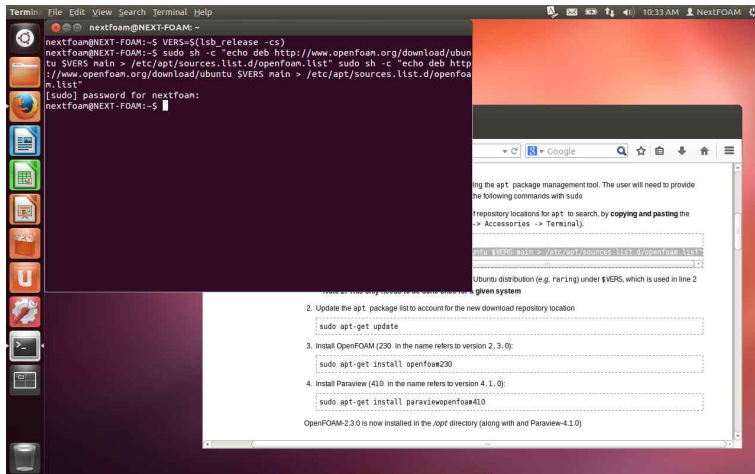 Termin File Edit View Search Terminal Help 10:33 AM NextFOAM
nextfoam@NEXT-FOAM: ~
nextfoam@NEXT-FOAM:~$ VERS=$(lsb_release -cs)
nextfoam@NEXT-FOAM:~$ sudo sh -c "echo deb http://www.openfoam.org/download/ubun
tu $VERS main > /etc/apt/sources.list.d/openfoam.list" sudo sh -c "echo deb http
://www.openfoam.org/download/ubuntu $VERS main > /etc/apt/sources.list.d/openfoa
m.list"
[sudo] password for nextfoam:
nextfoam@NEXT-FOAM:~$
Google
ing the apt package management tool. The user will need to provide
the following commands with sudo
f repository locations for apt to search, by copying and pasting the
-> Accessories -> Terminal).
untu $VERS main > /etc/apt/sources.list.d/openfoam.list"
Ubuntu distribution (e.g. raring) under $VERS, which is used in line 2
given system
2. Update the apt package list to account for the new download repository location
sudo apt-get update
3. Install OpenFOAM (230 in the name refers to version 2.3.0):
sudo apt-get install openfoam230
4. Install Paraview (410 in the name refers to version 4.1.0):
sudo apt-get install paraviewopenfoam410
OpenFOAM-2.3.0 is now installed in the /opt directory (along with and Paraview-4.1.0)